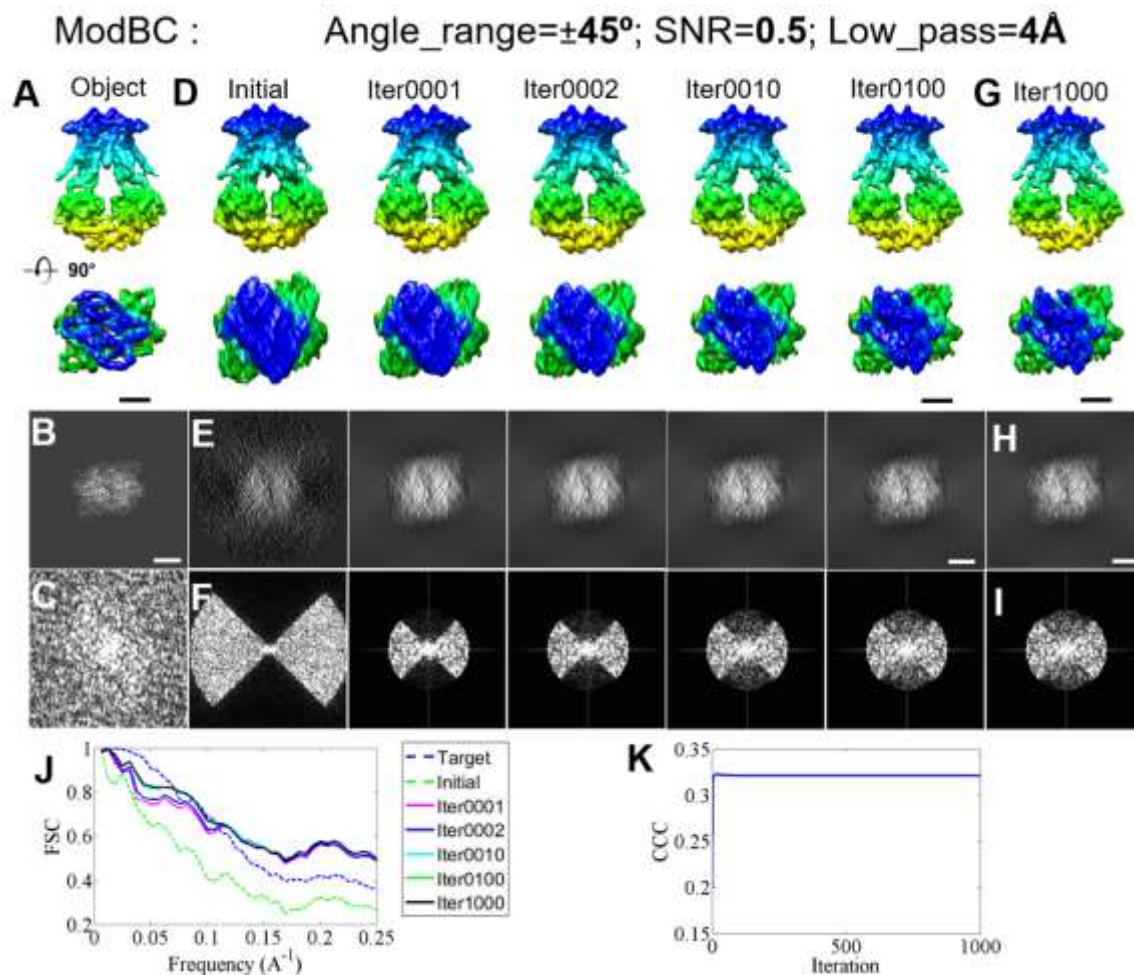 ModBC : Angle_range=±45º; SNR=0.5; Low_pass=4Å
A Object D Initial Iter0001 Iter0002 Iter0010 Iter0100 G Iter1000
90°
B E H
C F I
J
1
0.8
0.6
0.4
0.2
FSC
0 0.05 0.1 0.15 0.2 0.25
Frequency (A⁻¹)
Target
Initial
Iter0001
Iter0002
Iter0010
Iter0100
Iter1000
K
0.35
0.3
0.25
0.2
0.15
CCC
0 500 1000
Iteration